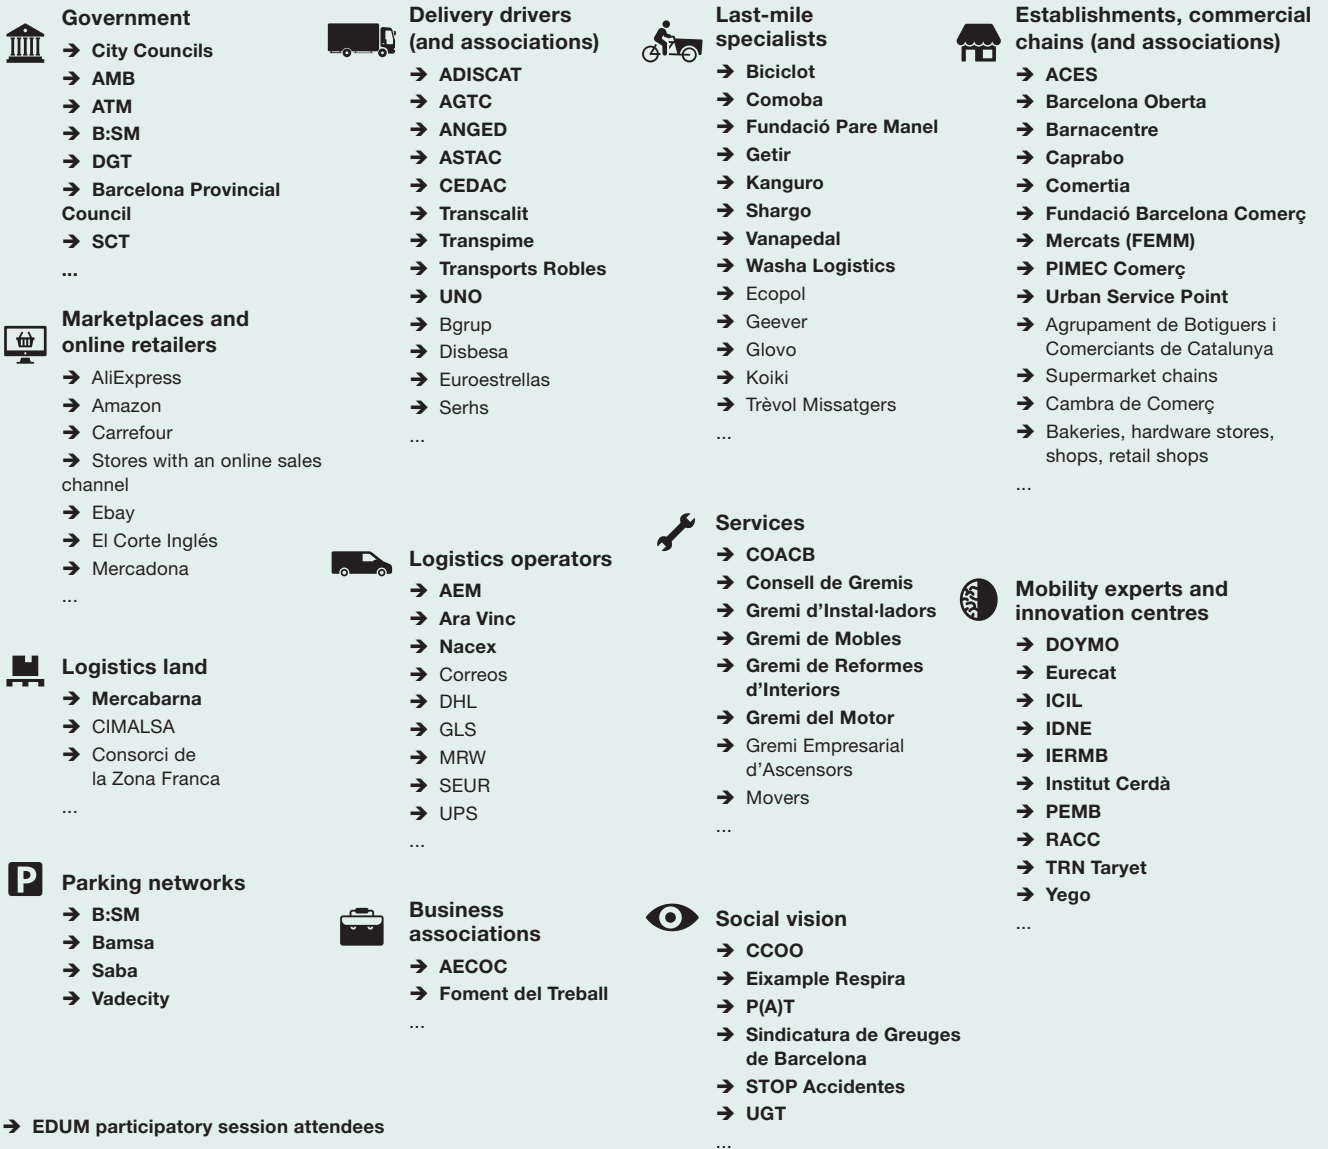 Government
➔ City Councils
➔ AMB
➔ ATM
➔ B:SM
➔ DGT
➔ Barcelona Provincial
Council
➔ SCT
...
Marketplaces and
online retailers
➔ AliExpress
➔ Amazon
➔ Carrefour
➔ Stores with an online sales
channel
➔ Ebay
➔ El Corte Inglés
➔ Mercadona
...
Logistics land
➔ Mercabarna
➔ CIMALSA
➔ Consorci de
la Zona Franca
...
P
Parking networks
➔ B:SM
➔ Bamsa
➔ Saba
➔ Vadecity
Delivery drivers
(and associations)
➔ ADISCAT
➔ AGTC
➔ ANGED
➔ ASTAC
➔ CEDAC
➔ Transcalit
➔ Transpime
➔ Transports Robles
➔ UNO
➔ Bgrup
➔ Disbesa
➔ Euroestrellas
➔ Serhs
...
Logistics operators
➔ AEM
➔ Ara Vinc
➔ Nacex
➔ Correos
➔ DHL
➔ GLS
➔ MRW
➔ SEUR
➔ UPS
...
Business
associations
➔ AECOC
➔ Foment del Treball
...
Last-mile
specialists
➔ Biciclot
➔ Comoba
➔ Fundació Pare Manel
➔ Getir
➔ Kanguro
➔ Shargo
➔ Vanapedal
➔ Washa Logistics
➔ Ecopol
➔ Geever
➔ Glovo
➔ Koiki
➔ Trèvol Missatgers
...
Services
➔ COACB
➔ Consell de Gremis
➔ Gremi d'Instal·ladors
➔ Gremi de Mobles
➔ Gremi de Reformes
d'Interiors
➔ Gremi del Motor
➔ Gremi Empresarial
d'Ascensors
➔ Movers
...
Social vision
➔ CCOO
➔ Eixample Respira
➔ P(A)T
➔ Sindicatura de Greuges
de Barcelona
➔ STOP Accidentes
➔ UGT
...
Establishments, commercial
chains (and associations)
➔ ACES
➔ Barcelona Oberta
➔ Barnacentre
➔ Caprabo
➔ Comertia
➔ Fundació Barcelona Comerç
➔ Mercats (FEMM)
➔ PIMEC Comerç
➔ Urban Service Point
➔ Agrupament de Botiguers i
Comerciants de Catalunya
➔ Supermarket chains
➔ Cambra de Comerç
➔ Bakeries, hardware stores,
shops, retail shops
...
Mobility experts and
innovation centres
➔ DOYMO
➔ Eurecat
➔ ICIL
➔ IDNE
➔ IERMB
➔ Institut Cerdà
➔ PEMB
➔ RACC
➔ TRN Taryet
➔ Yego
...
➔ EDUM participatory session attendees